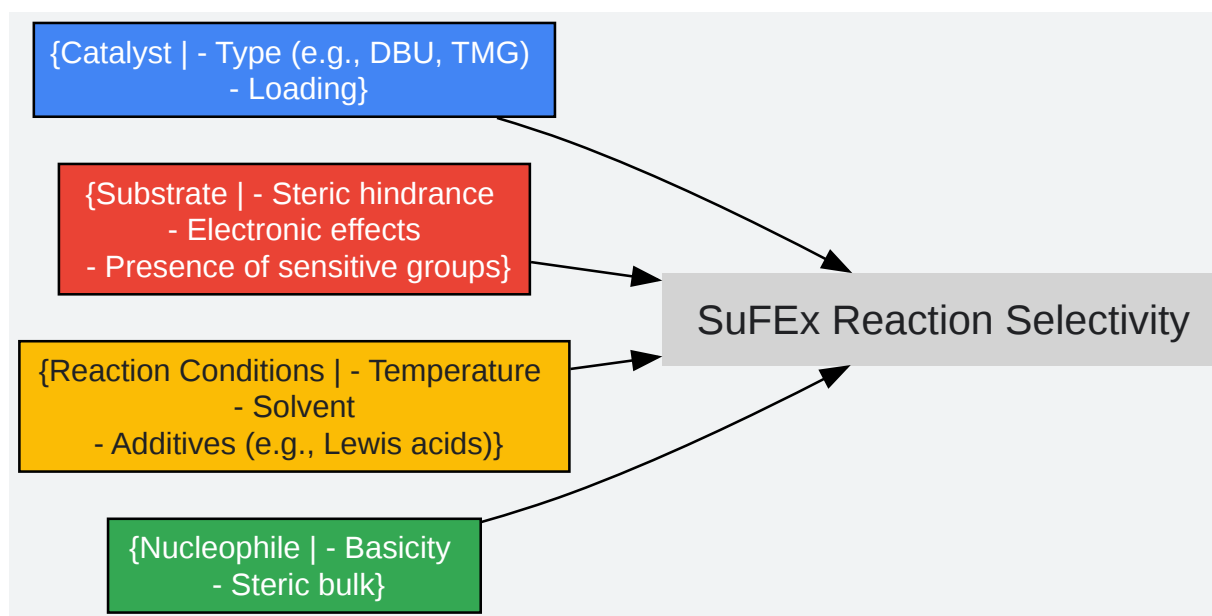 {Catalyst | - Type (e.g., DBU, TMG)
- Loading}
{Substrate | - Steric hindrance
- Electronic effects
- Presence of sensitive groups}
SuFEx Reaction Selectivity
{Reaction Conditions | - Temperature
- Solvent
- Additives (e.g., Lewis acids)}
{Nucleophile | - Basicity
- Steric bulk}